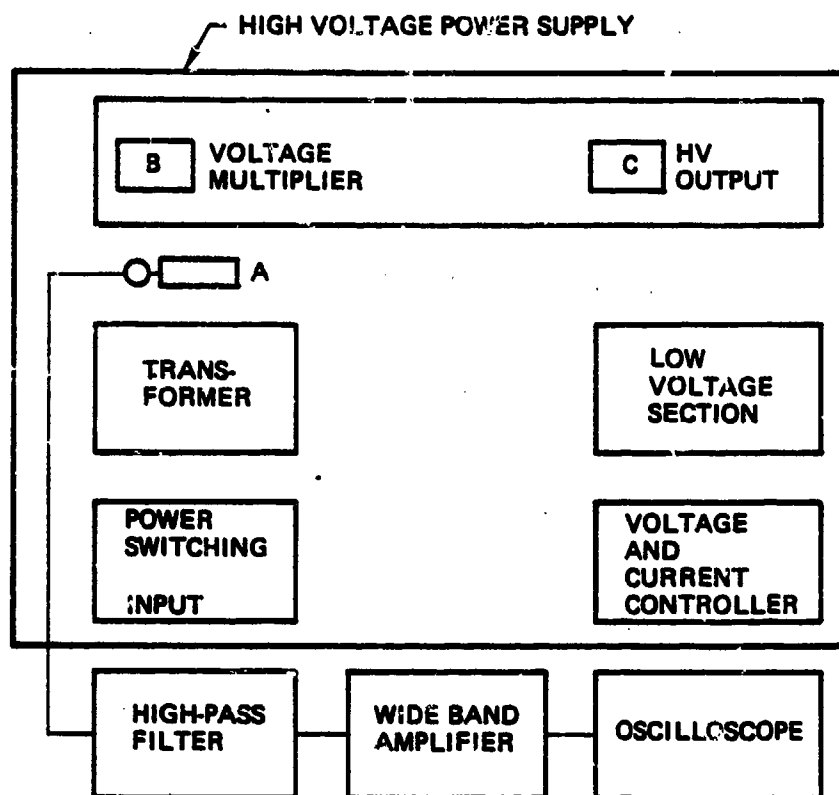 HIGH VOLTAGE POWER SUPPLY
B
VOLTAGE
MULTIPLIER
C
HV
OUTPUT
A
TRANS-
FORMER
LOW
VOLTAGE
SECTION
POWER
SWITCHING
INPUT
VOLTAGE
AND
CURRENT
CONTROLLER
HIGH-PASS
FILTER
WIDE BAND
AMPLIFIER
OSCILLOSCOPE